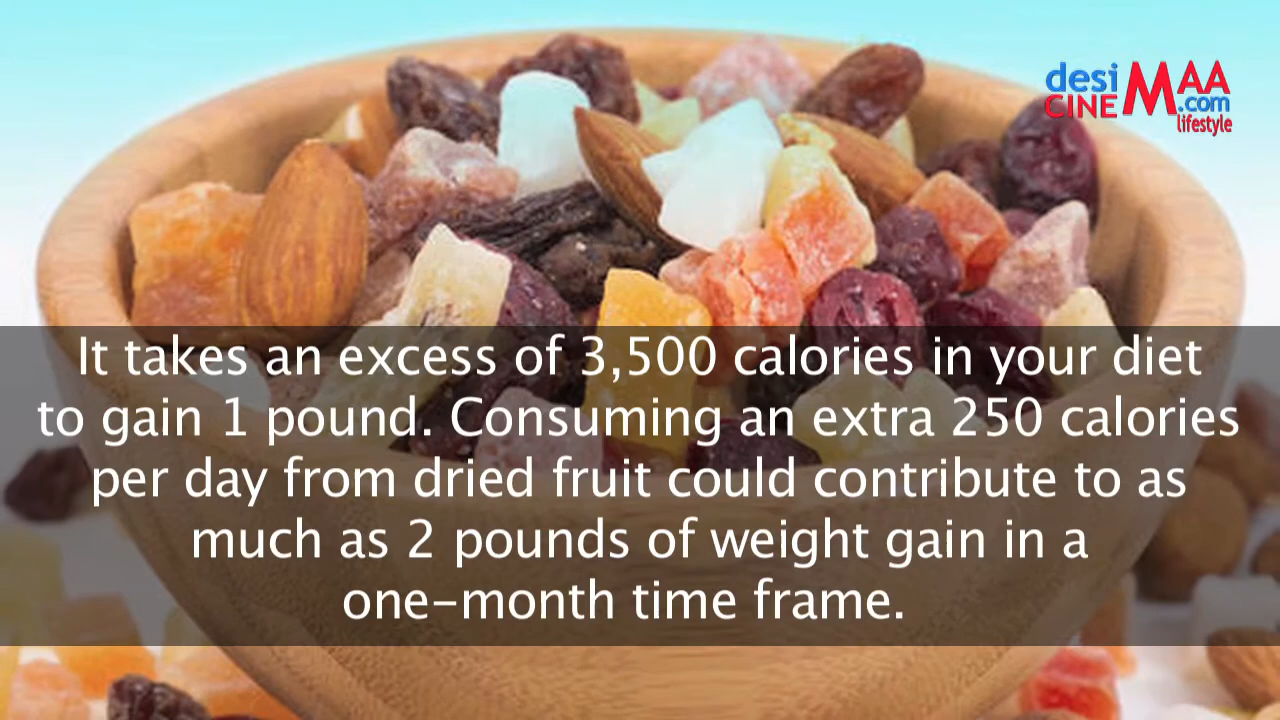 desi
CINEMAA
.com
lifestyle
It takes an excess of 3,500 calories in your diet
to gain 1 pound. Consuming an extra 250 calories
per day from dried fruit could contribute to as
much as 2 pounds of weight gain in a
one-month time frame.